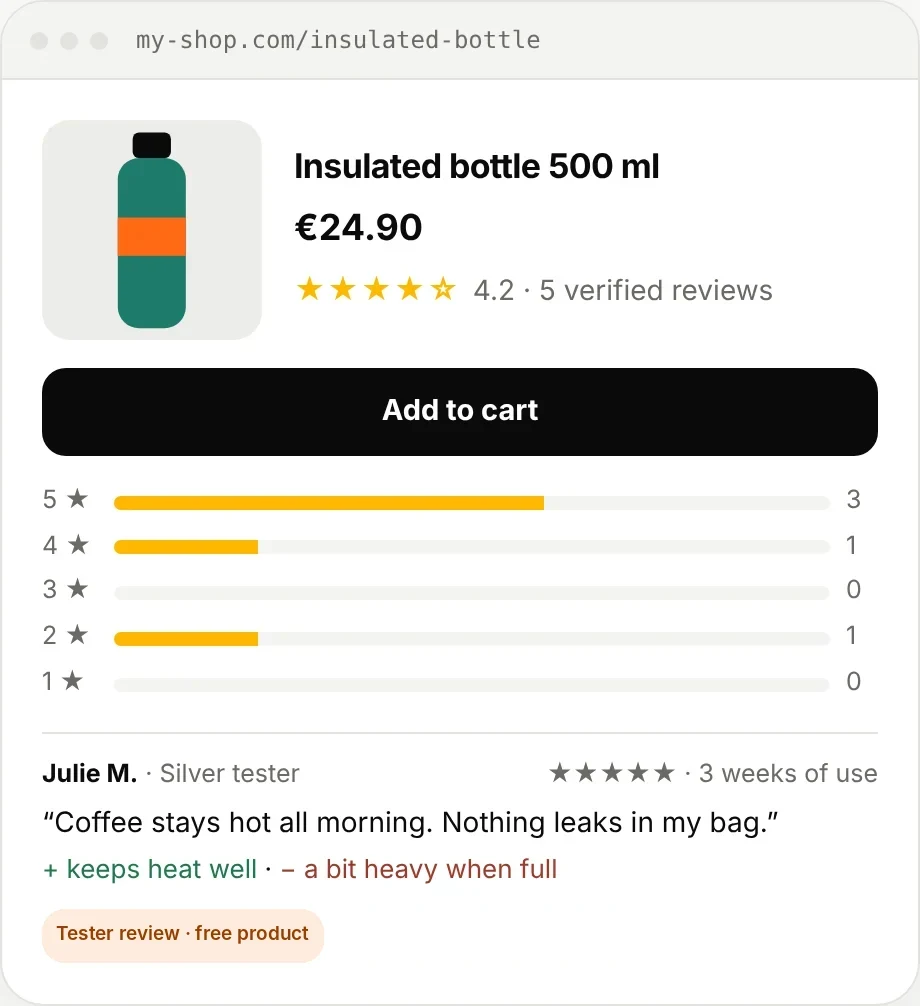 my-shop.com/insulated-bottle
Insulated bottle 500 ml
€24.90
★★★★☆ 4.2 · 5 verified reviews
Add to cart
5 ★ 3
4 ★ 1
3 ★ 0
2 ★ 1
1 ★ 0
Julie M. · Silver tester ★★★★★ · 3 weeks of use
“Coffee stays hot all morning. Nothing leaks in my bag.”
+ keeps heat well · − a bit heavy when full
Tester review · free product